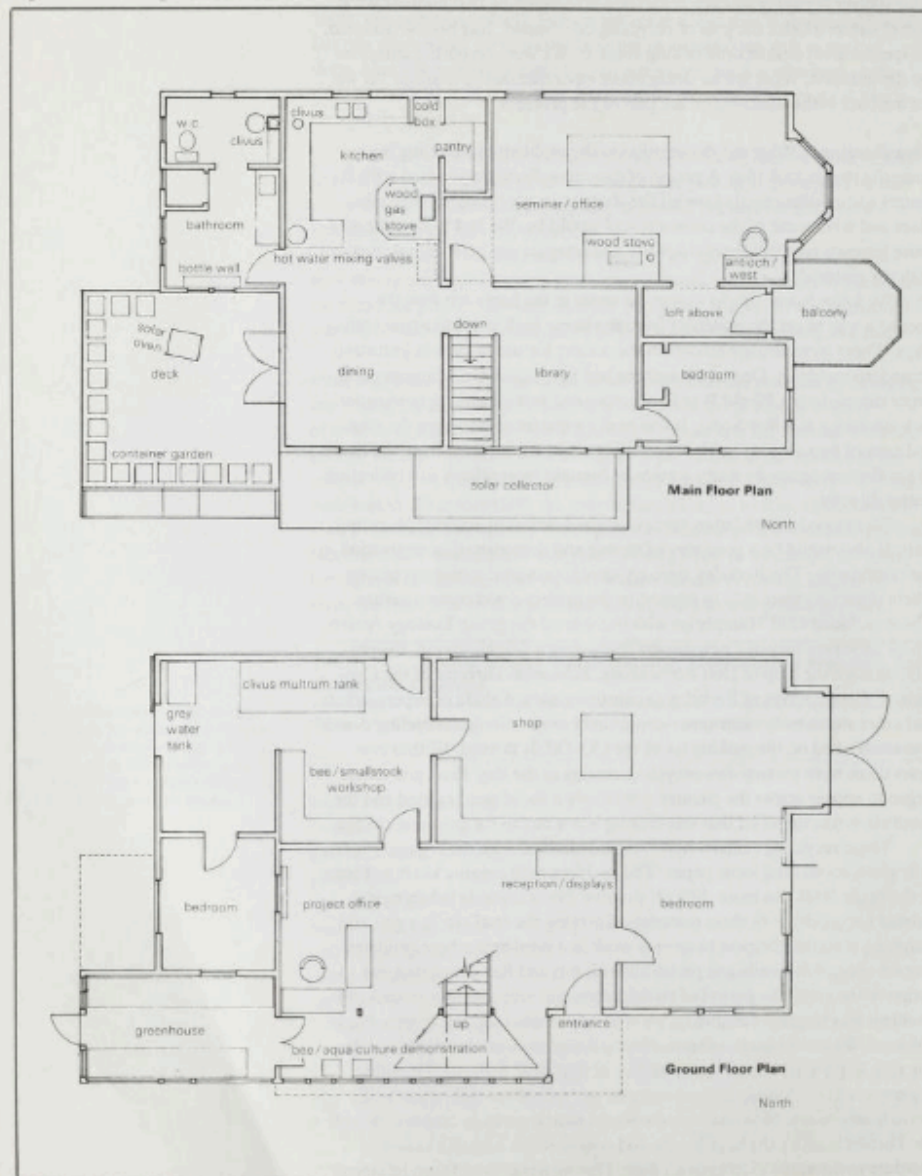 w.c.
clivus
clivus
cold
box
kitchen
pantry
wood
gas
stove
seminar / office
bathroom
wood stove
antioch /
west
bottle wall
hot water mixing valves
loft above
balcony
solar
oven
down
deck
dining
library
bedroom
container garden
solar collector
Main Floor Plan
North
clivus multrum tank
grey
water
tank
shop
bee / smallstock
workshop
reception / displays
bedroom
project office
bedroom
greenhouse
up
entrance
bee / aqua-culture demonstration
Ground Floor Plan
North